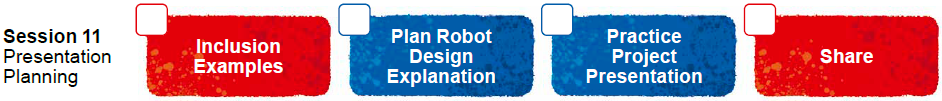 Session 11
Presentation
Planning
Inclusion
Examples
Plan Robot
Design
Explanation
Practice
Project
Presentation
Share